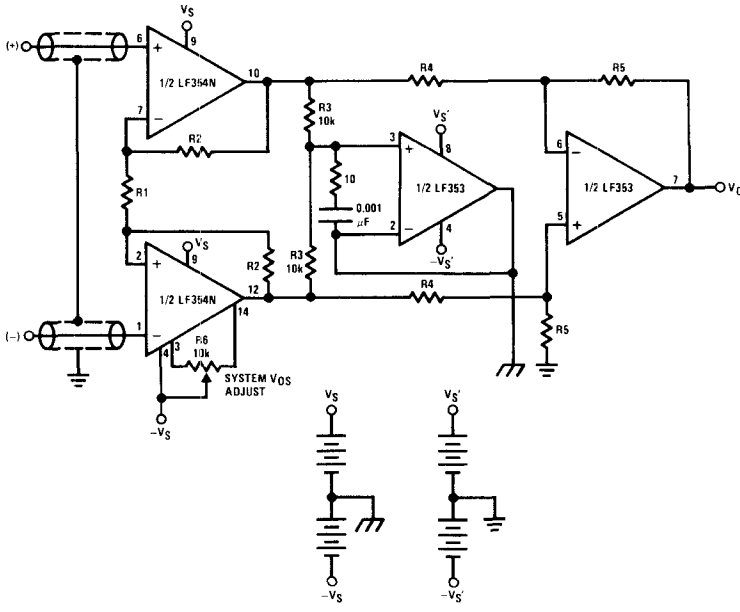 VS
(+)
6
9
+
1/2 LF354N
10
7
−
R2
R1
R3
10k
R4
R5
VS'
3
8
+
10
1/2 LF353
0.001
µF
2
−
4
−VS'
6
−
1/2 LF353
7
VO
5
+
VS
2
9
+
R2
R3
10k
1/2 LF354N
12
R4
R5
14
(−)
1
−
4
3
R6
10k
SYSTEM VOS
ADJUST
−VS
VS
VS'
−VS
−VS'